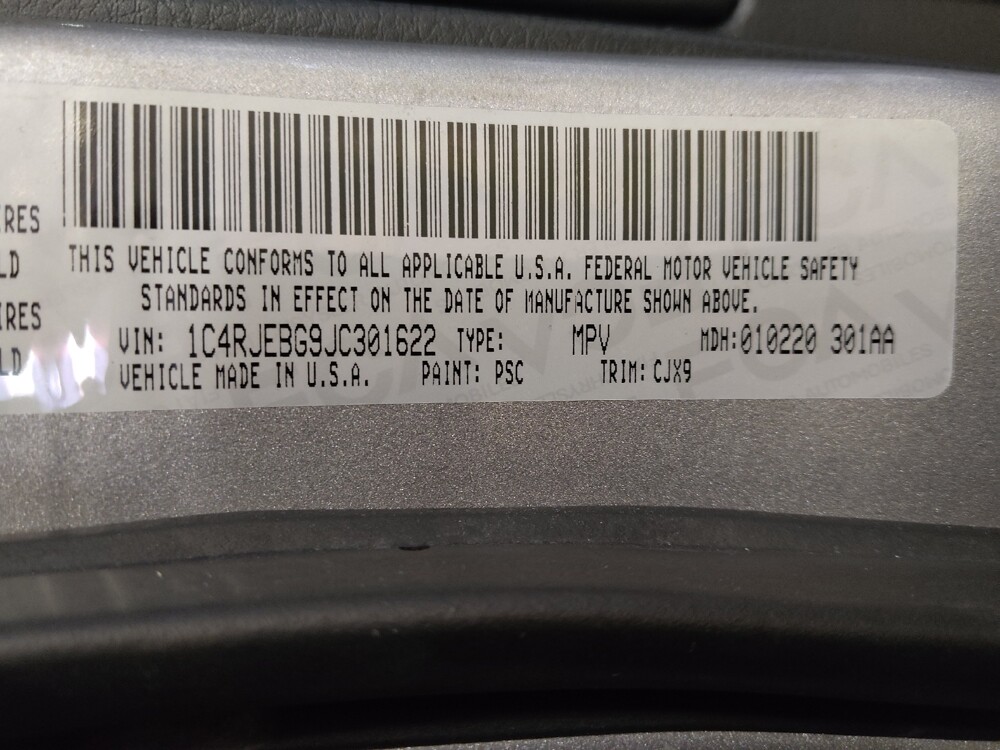 IRES
LD
IRES
LD
THIS VEHICLE CONFORMS TO ALL APPLICABLE U.S.A. FEDERAL MOTOR VEHICLE SAFETY
STANDARDS IN EFFECT ON THE DATE OF MANUFACTURE SHOWN ABOVE.
VIN: 1C4RJEBG9JC301622 TYPE: MPV MDH:010220 301AA
VEHICLE MADE IN U.S.A. PAINT: PSC TRIM: CJX9